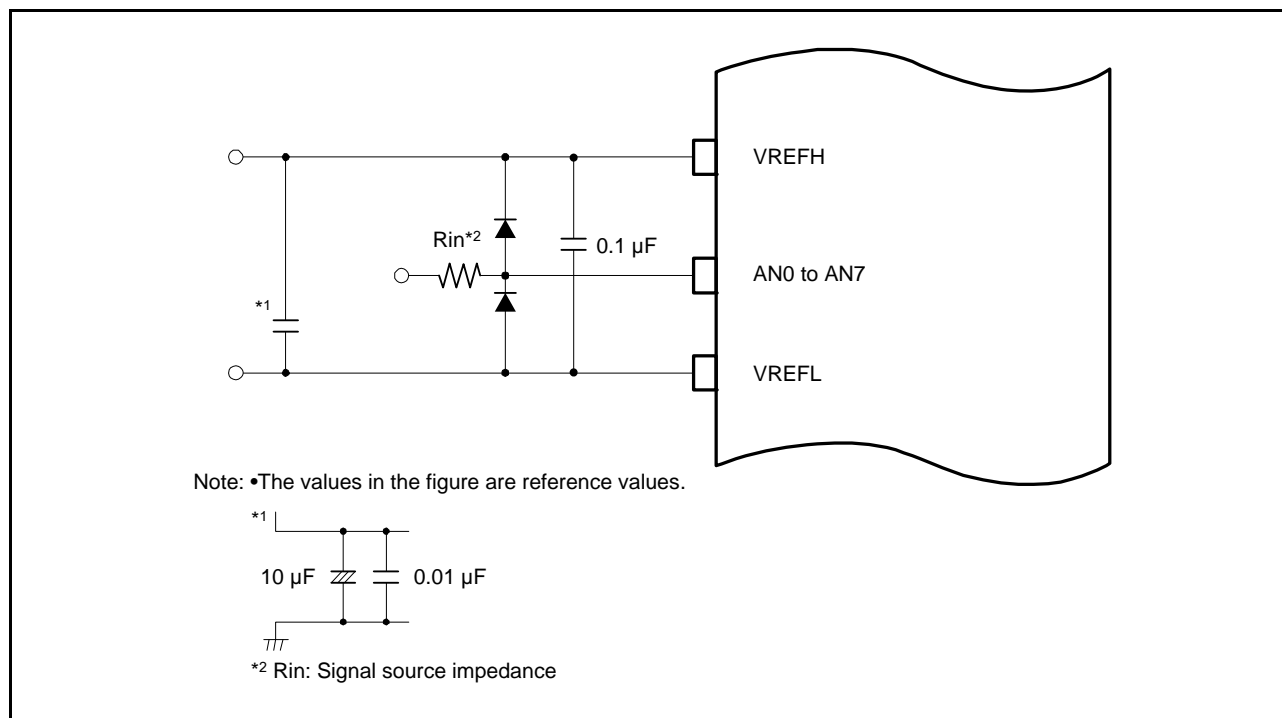 VREFH
Rin*2
0.1 µF
AN0 to AN7
*1
VREFL
Note: •The values in the figure are reference values.
*1
10 µF
0.01 µF
*2 Rin: Signal source impedance